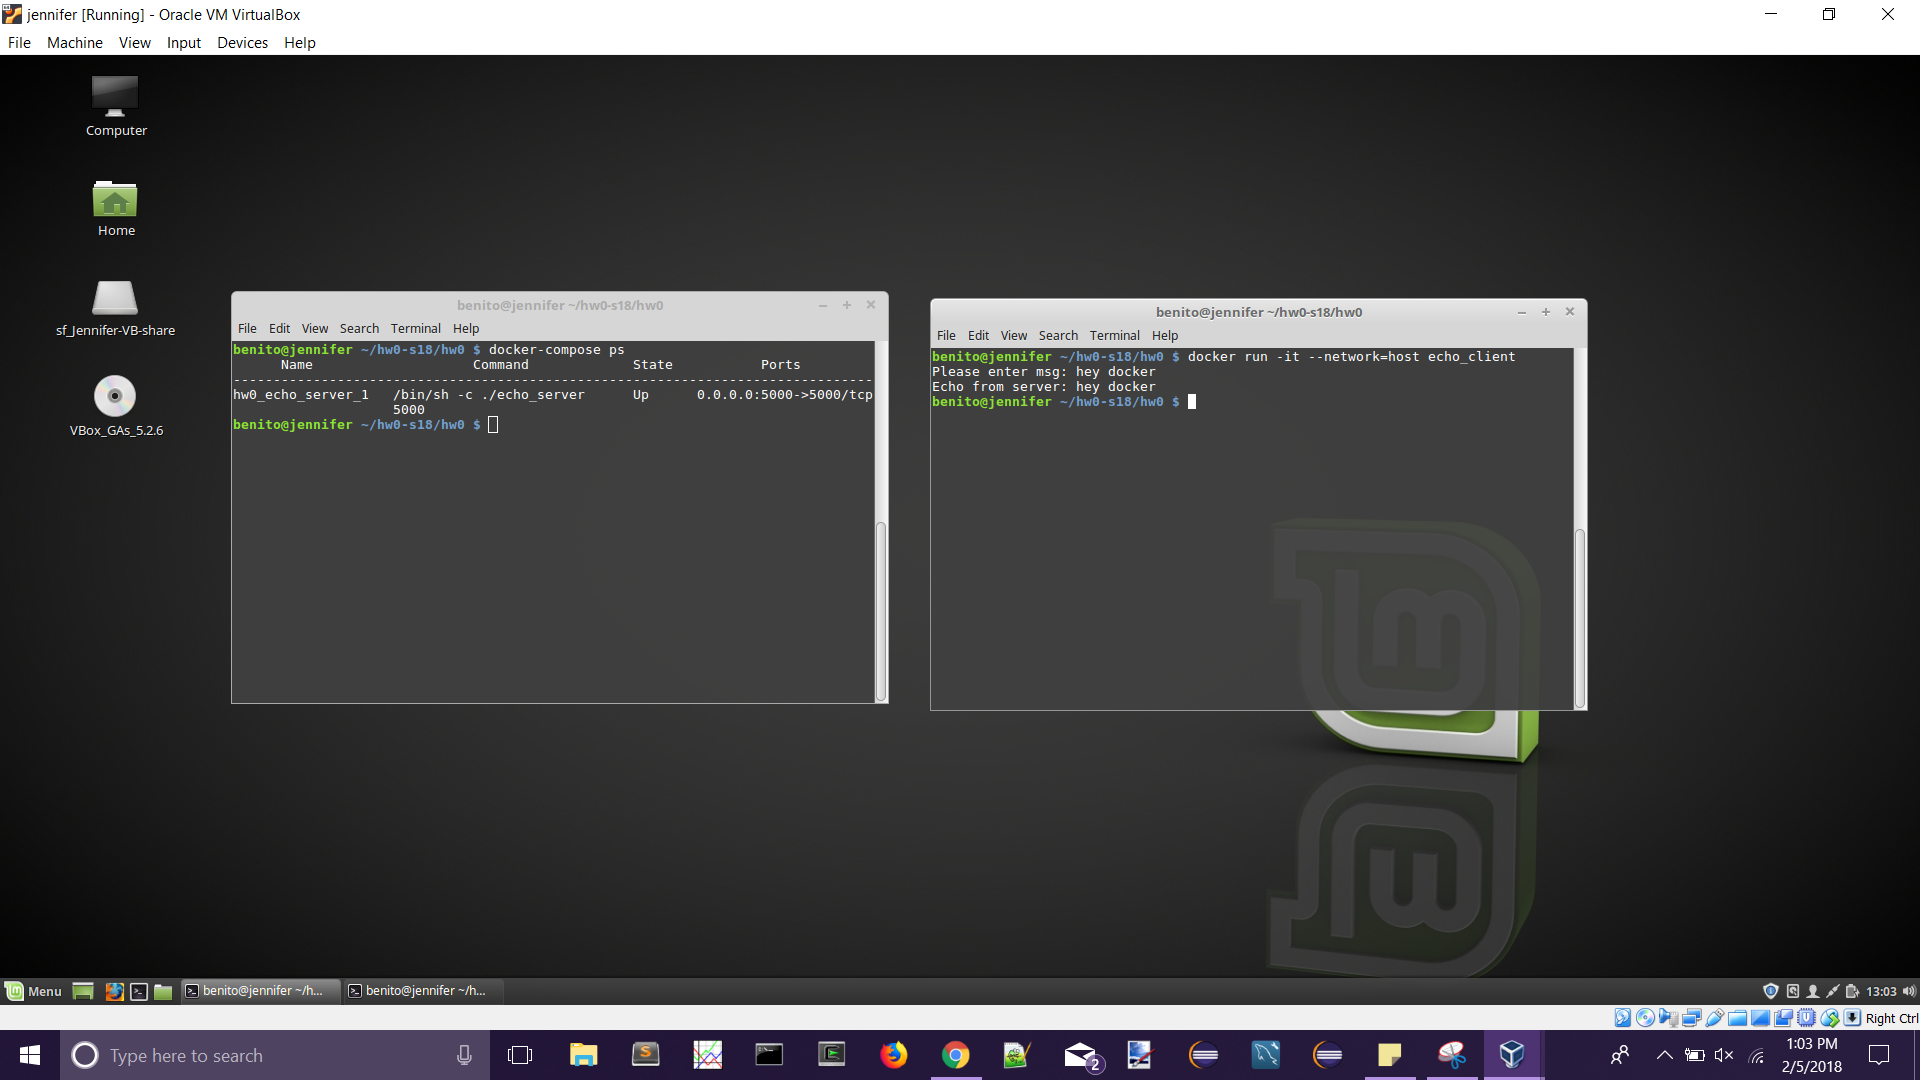 jennifer [Running] - Oracle VM VirtualBox
File Machine View Input Devices Help
Computer
Home
sf_Jennifer-VB-share
VBox_GAs_5.2.6
benito@jennifer ~/hw0-s18/hw0
File Edit View Search Terminal Help
benito@jennifer ~/hw0-s18/hw0 $ docker-compose ps
Name Command State Ports
--------------------------------------------------------------------------------
hw0_echo_server_1 /bin/sh -c ./echo_server Up 0.0.0.0:5000->5000/tcp
5000
benito@jennifer ~/hw0-s18/hw0 $
benito@jennifer ~/hw0-s18/hw0
File Edit View Search Terminal Help
benito@jennifer ~/hw0-s18/hw0 $ docker run -it --network=host echo_client
Please enter msg: hey docker
Echo from server: hey docker
benito@jennifer ~/hw0-s18/hw0 $
Menu
benito@jennifer ~/h...
benito@jennifer ~/h...
13:03
Right Ctrl
Type here to search
2
1:03 PM
2/5/2018